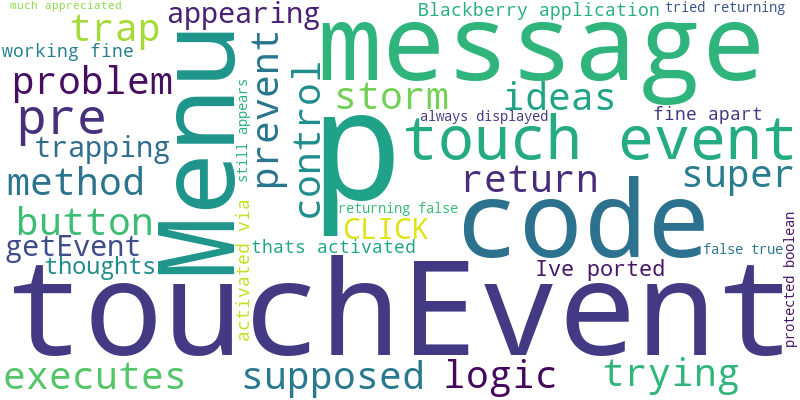 much appreciated
trap
appearing
Blackberry application
tried returning
working fine
Menu
message
problem
prevent
control
storm
ideas
pre
still appears
p
always displayed
fine apart
trapping
touch event
method
return
super
button
activated via
returning false
CLICK
code
getEvent
thats activated
false true
thoughts
Ive ported
protected boolean
touchEvent
executes
supposed
logic
trying